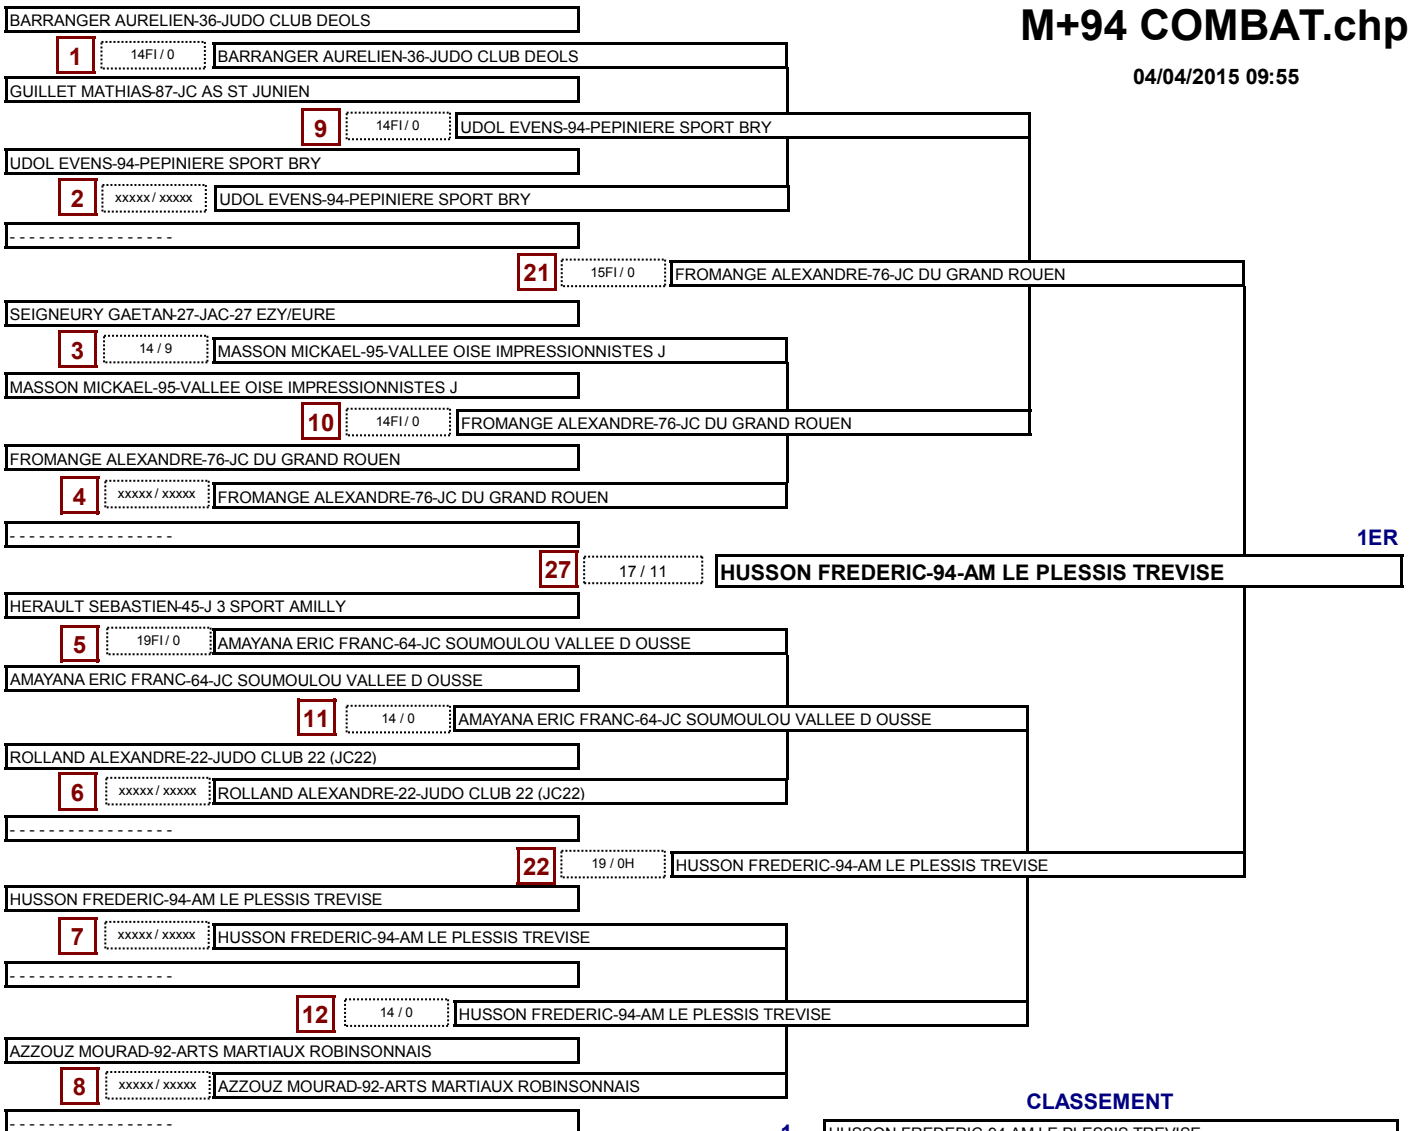 BARRANGER AURELIEN-36-JUDO CLUB DEOLS
M+94 COMBAT.chp
1 14FI / 0 BARRANGER AURELIEN-36-JUDO CLUB DEOLS
04/04/2015 09:55
GUILLET MATHIAS-87-JC AS ST JUNIEN
9 14FI / 0 UDOL EVENS-94-PEPINIERE SPORT BRY
UDOL EVENS-94-PEPINIERE SPORT BRY
2 xxxxx / xxxxx UDOL EVENS-94-PEPINIERE SPORT BRY
- - - - - - - - - - - - - - - - -
21 15FI / 0 FROMANGE ALEXANDRE-76-JC DU GRAND ROUEN
SEIGNEURY GAETAN-27-JAC-27 EZY/EURE
3 14 / 9 MASSON MICKAEL-95-VALLEE OISE IMPRESSIONNISTES J
MASSON MICKAEL-95-VALLEE OISE IMPRESSIONNISTES J
10 14FI / 0 FROMANGE ALEXANDRE-76-JC DU GRAND ROUEN
FROMANGE ALEXANDRE-76-JC DU GRAND ROUEN
4 xxxxx / xxxxx FROMANGE ALEXANDRE-76-JC DU GRAND ROUEN
- - - - - - - - - - - - - - - - -
1ER
27 17 / 11 HUSSON FREDERIC-94-AM LE PLESSIS TREVISE
HERAULT SEBASTIEN-45-J 3 SPORT AMILLY
5 19FI / 0 AMAYANA ERIC FRANC-64-JC SOUMOULOU VALLEE D OUSSE
AMAYANA ERIC FRANC-64-JC SOUMOULOU VALLEE D OUSSE
11 14 / 0 AMAYANA ERIC FRANC-64-JC SOUMOULOU VALLEE D OUSSE
ROLLAND ALEXANDRE-22-JUDO CLUB 22 (JC22)
6 xxxxx / xxxxx ROLLAND ALEXANDRE-22-JUDO CLUB 22 (JC22)
- - - - - - - - - - - - - - - - -
22 19 / 0H HUSSON FREDERIC-94-AM LE PLESSIS TREVISE
HUSSON FREDERIC-94-AM LE PLESSIS TREVISE
7 xxxxx / xxxxx HUSSON FREDERIC-94-AM LE PLESSIS TREVISE
- - - - - - - - - - - - - - - - -
12 14 / 0 HUSSON FREDERIC-94-AM LE PLESSIS TREVISE
AZZOUZ MOURAD-92-ARTS MARTIAUX ROBINSONNAIS
8 xxxxx / xxxxx AZZOUZ MOURAD-92-ARTS MARTIAUX ROBINSONNAIS
CLASSEMENT
- - - - - - - - - - - - - - - - -
1 HUSSON FREDERIC-94-AM LE PLESSIS TREVISE